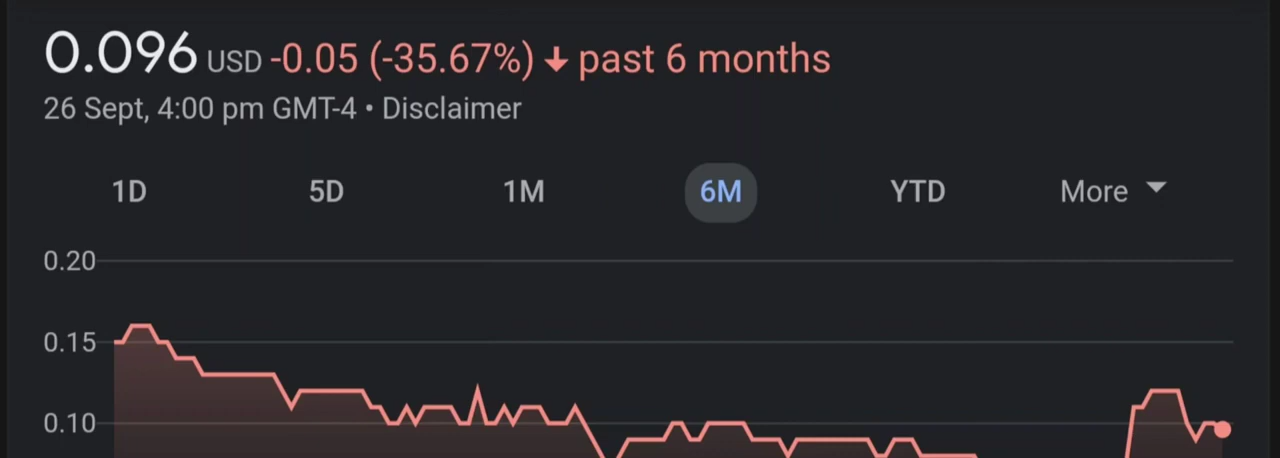 0.096 USD -0.05 (-35.67%) ↓ past 6 months
26 Sept, 4:00 pm GMT-4 • Disclaimer
1D 5D 1M 6M YTD More
0.20
0.15
0.10